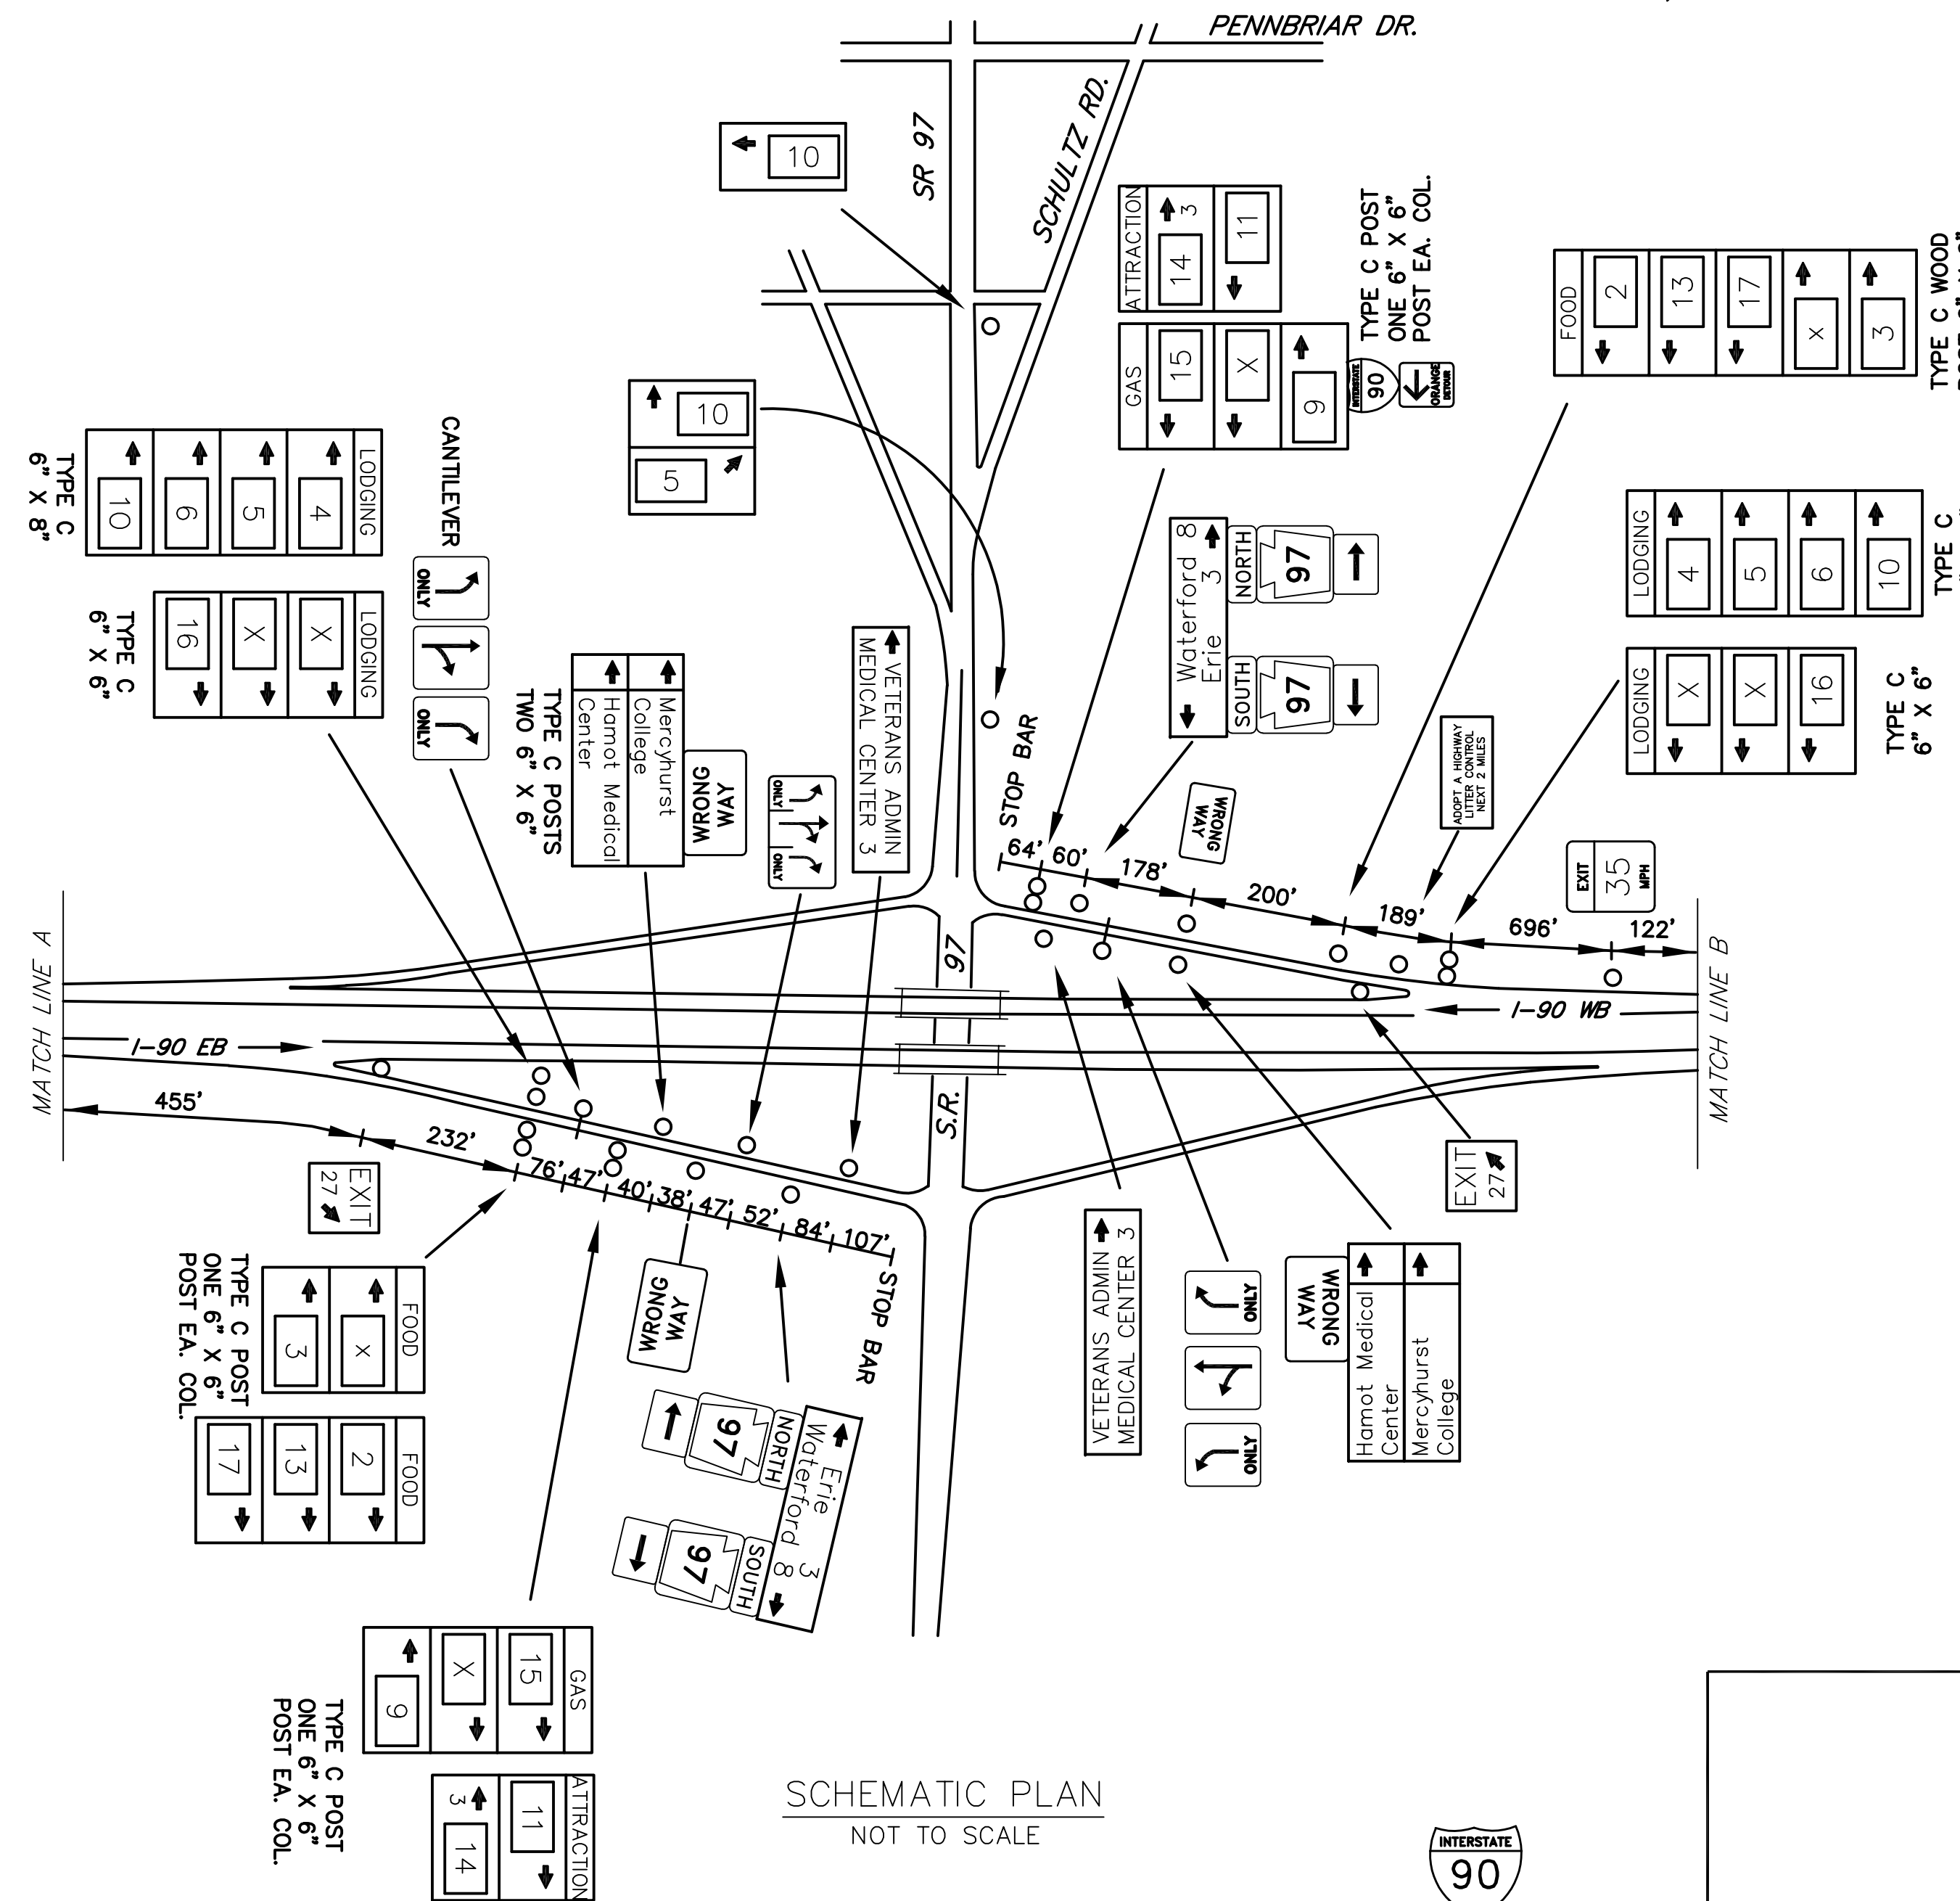 PENNBRIAR DR.
SR 97
SCHULTZ RD.
10
10
5
ATTRACTION
14
3
11
GAS
15
X
9
TYPE C POST
ONE 6" X 6"
POST EA. COL.
INTERSTATE
90
ORANGE
DETOUR
FOOD
2
13
17
x
3
TYPE C WOOD
LODGING
4
5
6
10
TYPE C
LODGING
X
X
16
TYPE C
6" X 6"
LODGING
4
5
6
10
TYPE C
6" X 8"
LODGING
X
X
16
TYPE C
6" X 6"
CANTILEVER
ONLY
ONLY
Mercyhurst
College
Hamot Medical
Center
TYPE C POSTS
TWO 6" X 6"
WRONG
WAY
ONLY
ONLY
VETERANS ADMIN
MEDICAL CENTER 3
Waterford 8
Erie 3
NORTH
97
SOUTH
97
STOP BAR
WRONG
WAY
ADOPT A HIGHWAY
LITTER CONTROL
NEXT 2 MILES
EXIT
35
MPH
64' 60' 178' 200' 189' 696' 122'
MATCH LINE A
MATCH LINE B
97
S.R.
I-90 WB
I-90 EB
455' 232' 76' 47' 40' 38' 47' 52' 84' 107'
STOP BAR
EXIT
27
EXIT
27
FOOD
x
3
TYPE C POST
ONE 6" X 6"
POST EA. COL.
FOOD
2
13
17
WRONG
WAY
Erie 3
Waterford 8
NORTH
97
SOUTH
97
VETERANS ADMIN
MEDICAL CENTER 3
ONLY
ONLY
WRONG
WAY
Hamot Medical
Center
Mercyhurst
College
GAS
15
X
9
ATTRACTION
11
3
14
TYPE C POST
ONE 6" X 6"
POST EA. COL.
SCHEMATIC PLAN
NOT TO SCALE
INTERSTATE
90